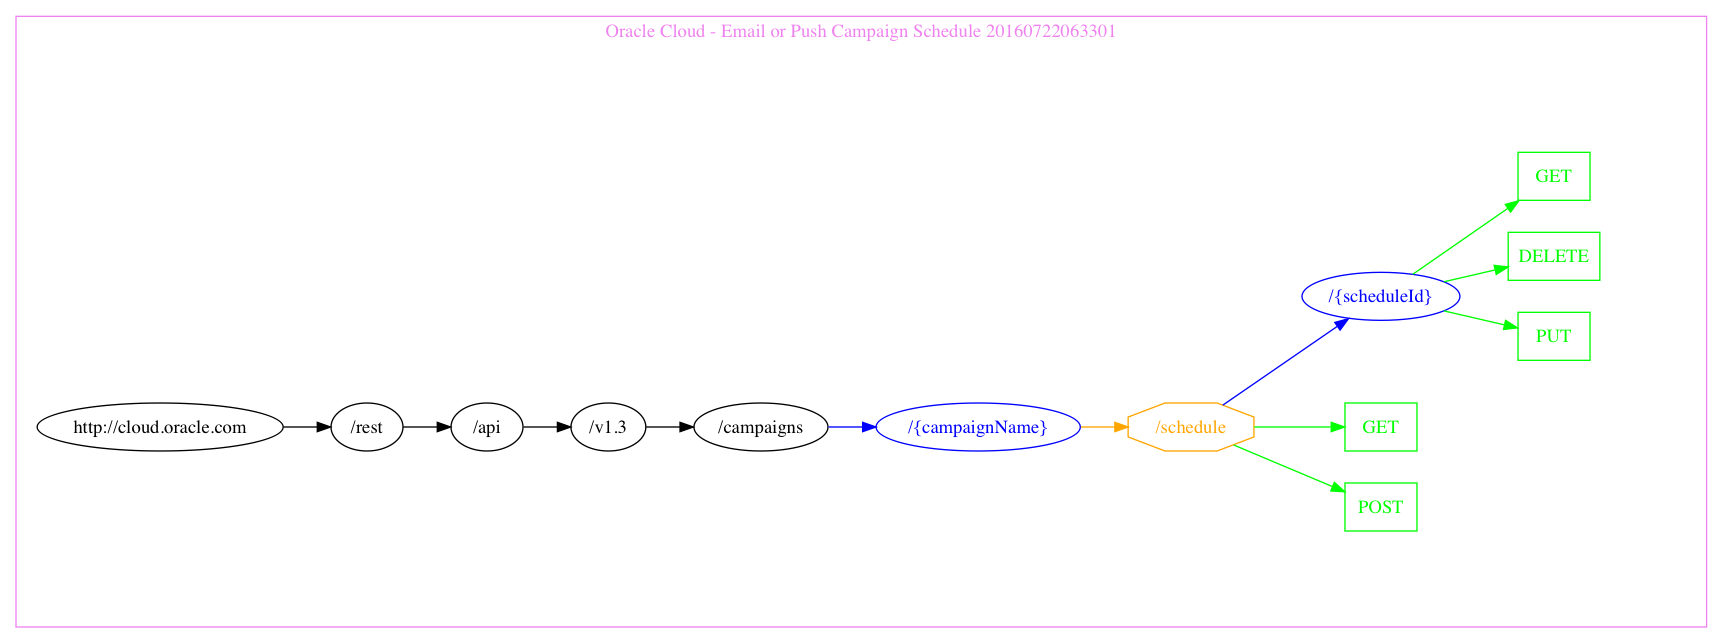 Oracle Cloud - Email or Push Campaign Schedule 20160722063301
GET
DELETE
/{scheduleId}
PUT
http://cloud.oracle.com
/rest
/api
/v1.3
/campaigns
/{campaignName}
/schedule
GET
POST